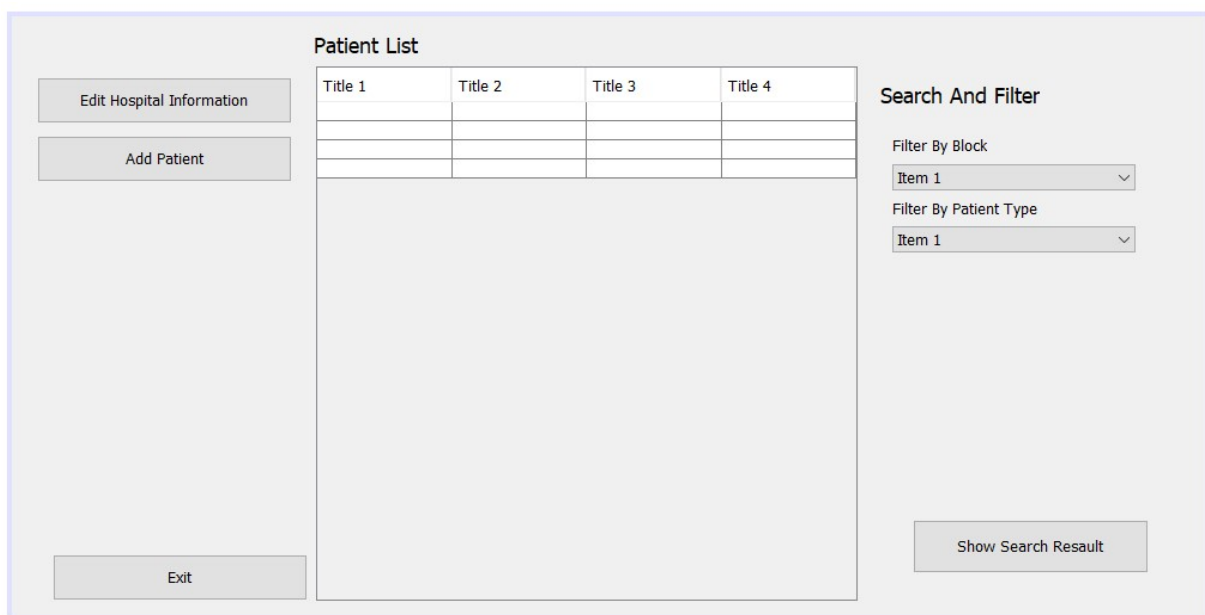 Patient List
Edit Hospital Information
Add Patient
Title 1 Title 2 Title 3 Title 4
Search And Filter
Filter By Block
Item 1
Filter By Patient Type
Item 1
Show Search Resault
Exit